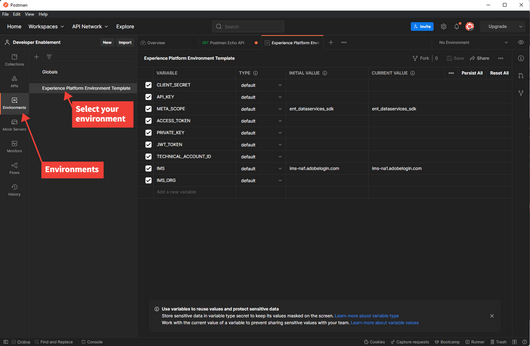 Postman
File Edit View Help
Home Workspaces API Network Explore
Search
Invite
Upgrade
Developer Enablement New Import
Overview
Postman Echo API
Experience Platform Envir
No Environment
Collections
APIs
Environments
Mock Servers
Monitors
Flows
History
Globals
Experience Platform Environment Template
Select your
environment
Environments
Experience Platform Environment Template
Fork 0 Save Share
VARIABLE TYPE INITIAL VALUE CURRENT VALUE Persist All Reset All
CLIENT_SECRET default
API_KEY default
META_SCOPE default ent_dataservices_sdk ent_dataservices_sdk
ACCESS_TOKEN default
PRIVATE_KEY default
JWT_TOKEN default
TECHNICAL_ACCOUNT_ID default
IMS default ims-na1.adobelogin.com ims-na1.adobelogin.com
IMS_ORG default
Add a new variable
Use variables to reuse values and protect sensitive data
Store sensitive data in variable type secret to keep its values masked on the screen. Learn more about variable type
Work with the current value of a variable to prevent sharing sensitive values with your team. Learn more about variable values
Online Find and Replace Console Cookies Capture requests Bootcamp Runner Trash